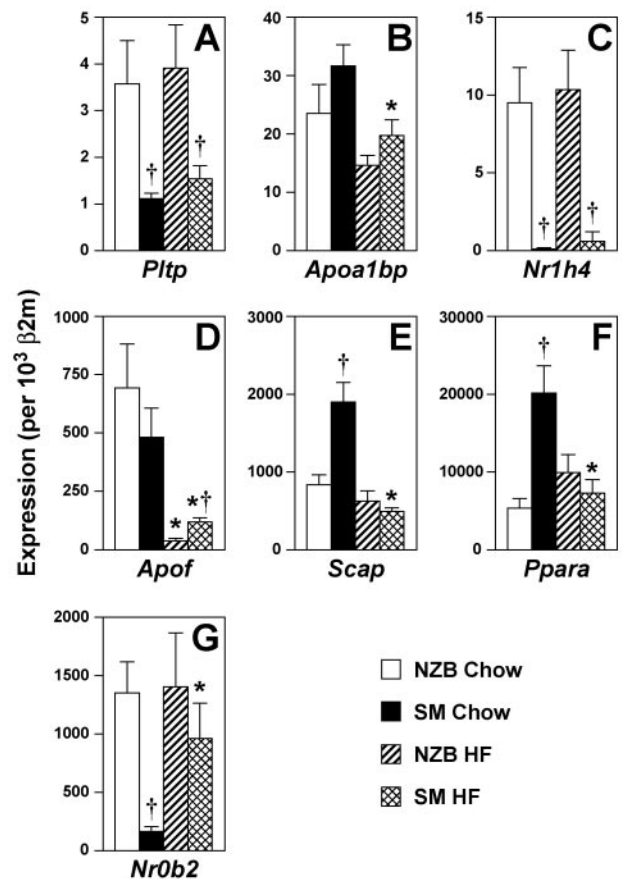 A
5
4
3
2
1
0
†
†
Pltp
B
40
30
20
10
0
*
Apoa1bp
C
15
10
5
0
†
†
Nr1h4
Expression (per 10³ β2m)
D
1000
750
500
250
0
*
*†
Apof
E
3000
2000
1000
0
†
*
Scap
F
30000
20000
10000
0
†
*
Ppara
G
2000
1500
1000
500
0
†
*
Nr0b2
NZB Chow
SM Chow
NZB HF
SM HF